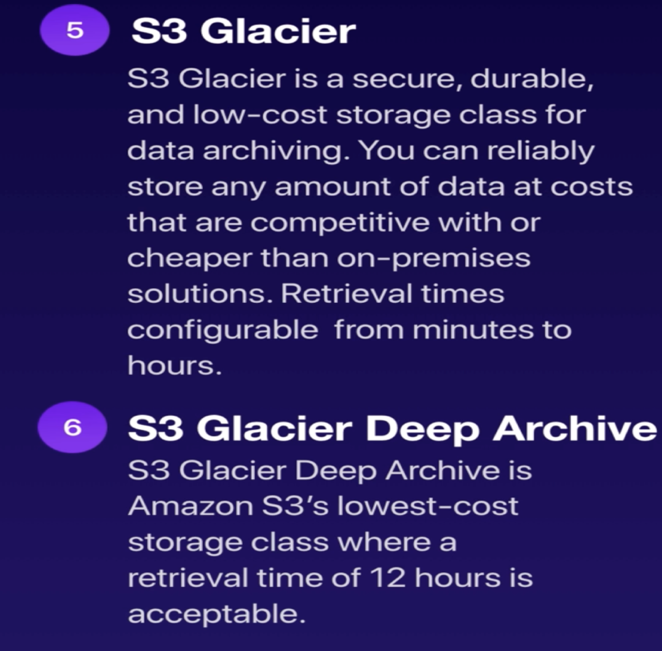 5 S3 Glacier
S3 Glacier is a secure, durable,
and low-cost storage class for
data archiving. You can reliably
store any amount of data at costs
that are competitive with or
cheaper than on-premises
solutions. Retrieval times
configurable  from minutes to
hours.
6 S3 Glacier Deep Archive
S3 Glacier Deep Archive is
Amazon S3’s lowest-cost
storage class where a
retrieval time of 12 hours is
acceptable.